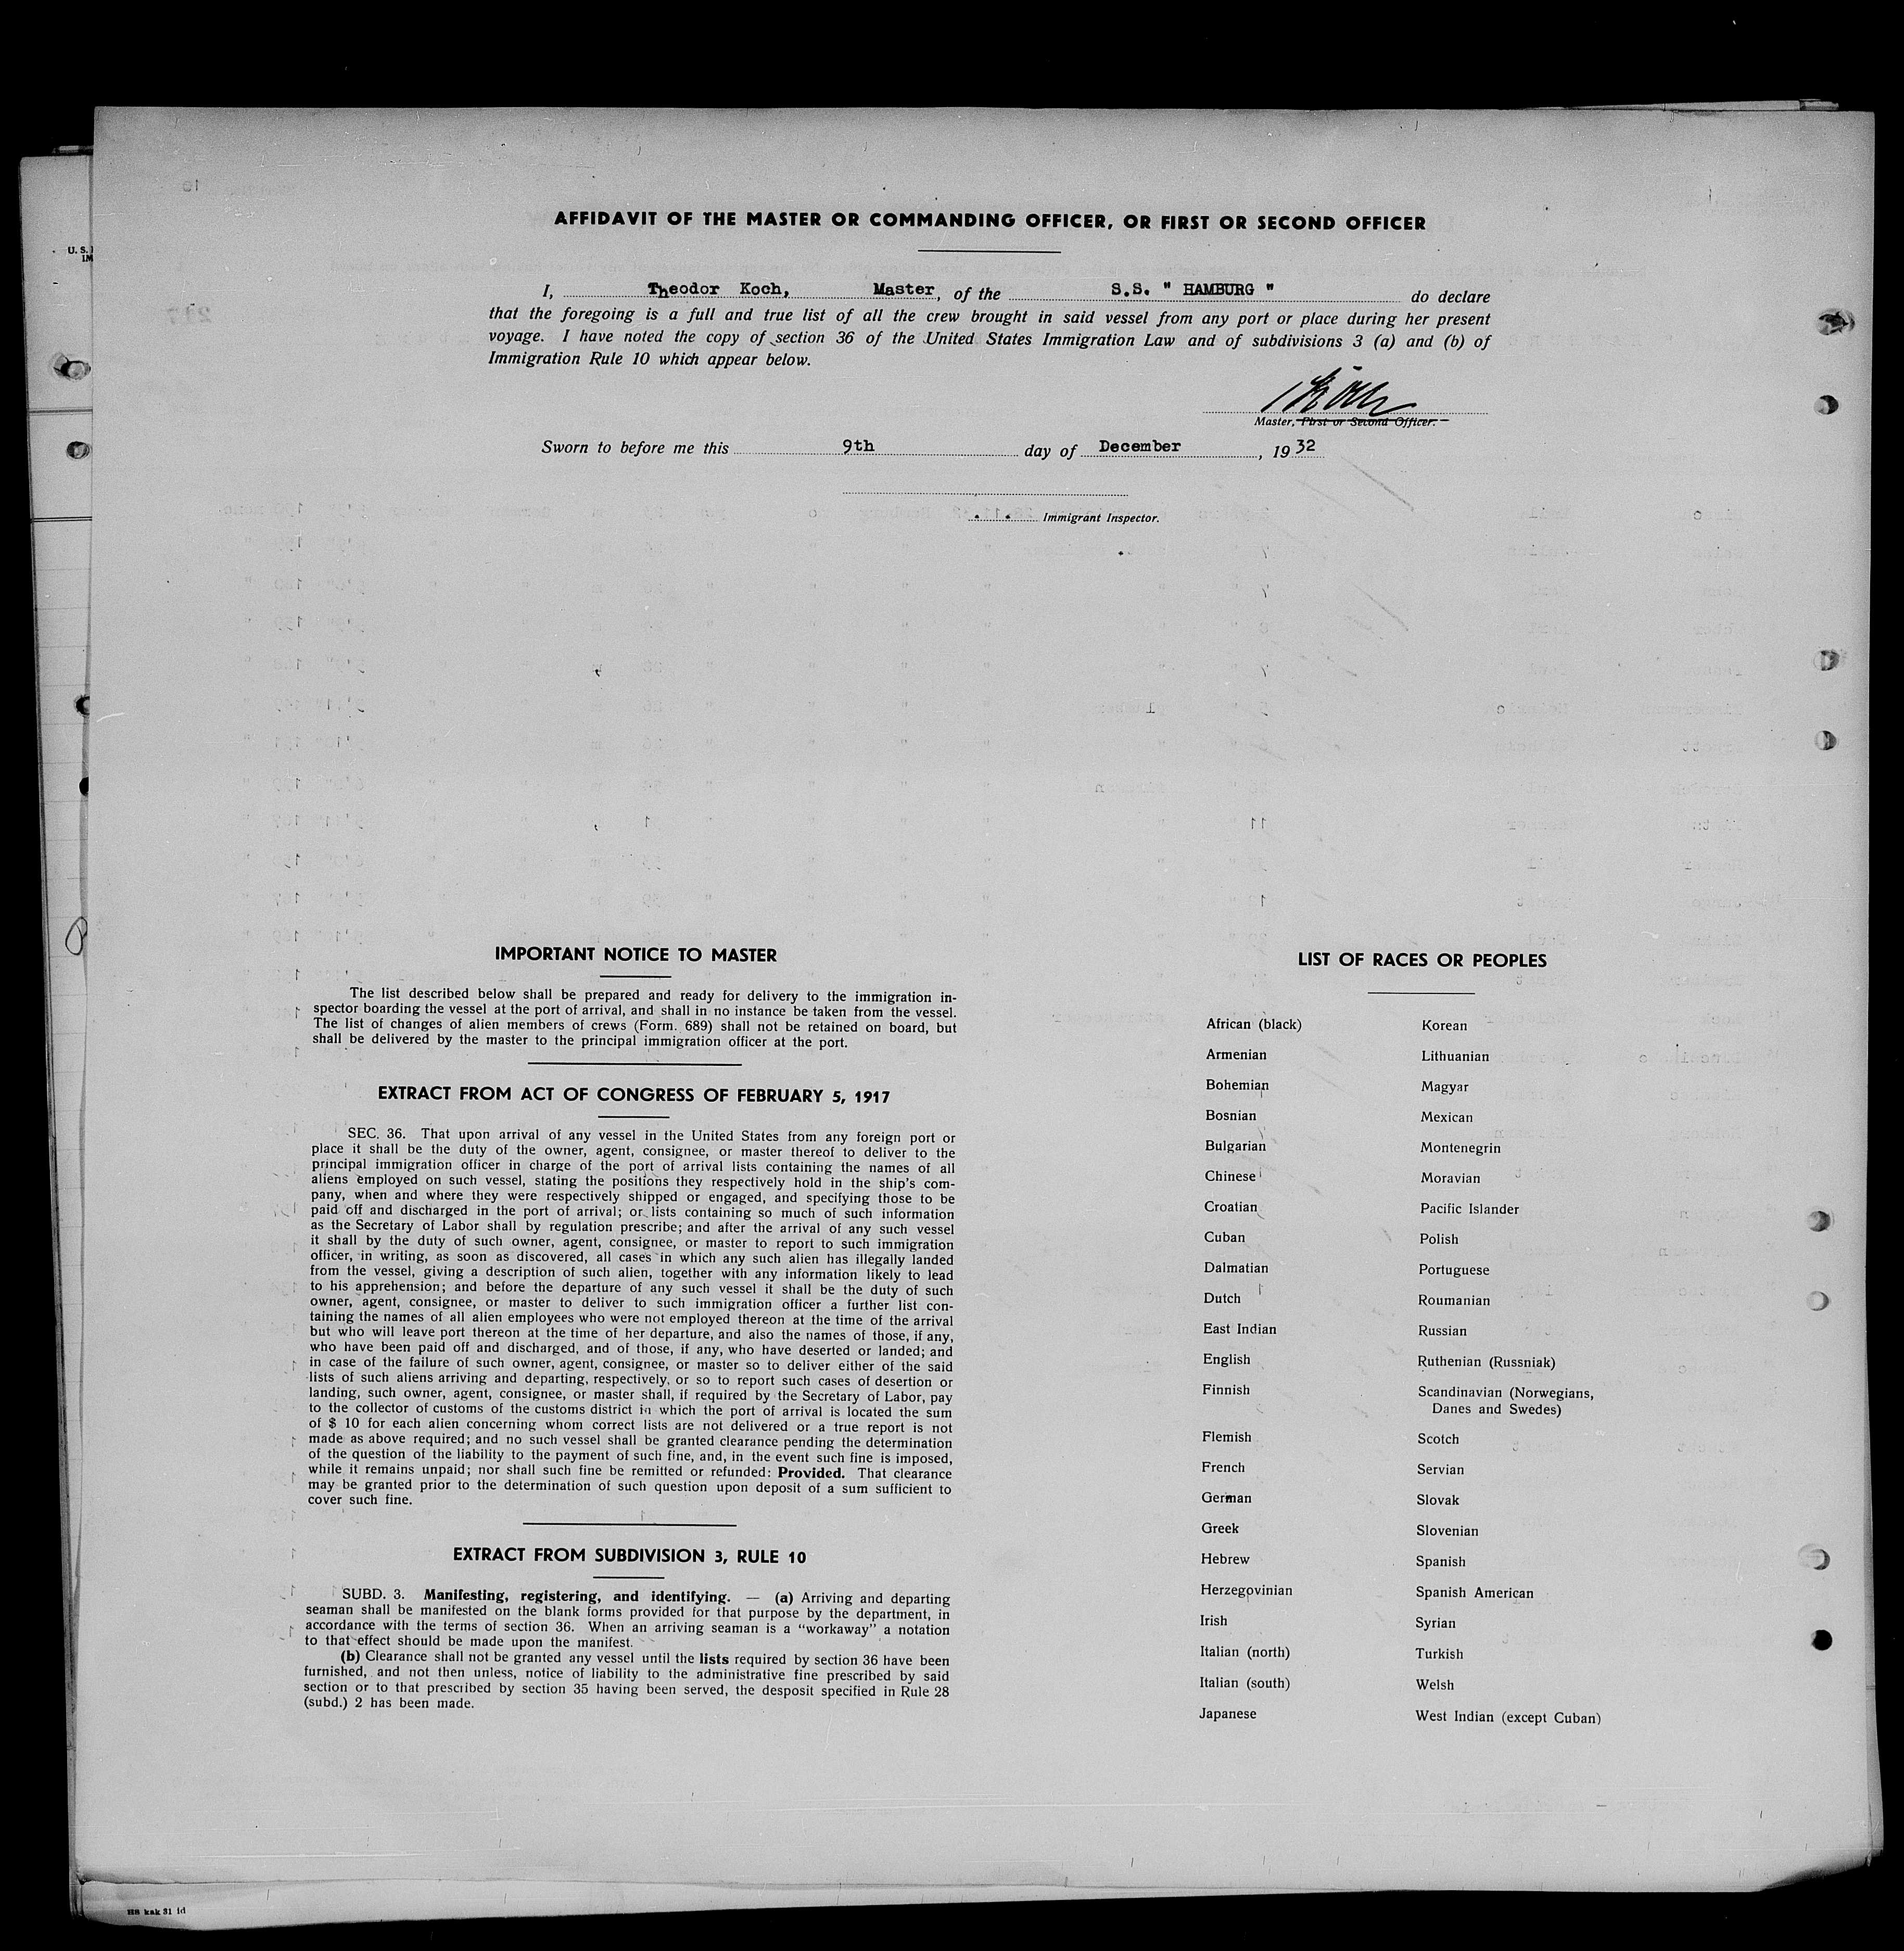 AFFIDAVIT OF THE MASTER OR COMMANDING OFFICER, OR FIRST OR SECOND OFFICER
I, Theodor Koch, Master, of the S.S. " HAMBURG " do declare
that the foregoing is a full and true list of all the crew brought in said vessel from any port or place during her present
voyage. I have noted the copy of section 36 of the United States Immigration Law and of subdivisions 3 (a) and (b) of
Immigration Rule 10 which appear below.
Koch
Master, First or Second Officer.
Sworn to before me this 9th day of December, 1932
Immigrant Inspector.
IMPORTANT NOTICE TO MASTER
The list described below shall be prepared and ready for delivery to the immigration in-
spector boarding the vessel at the port of arrival, and shall in no instance be taken from the vessel.
The list of changes of alien members of crews (Form. 689) shall not be retained on board, but
shall be delivered by the master to the principal immigration officer at the port.
EXTRACT FROM ACT OF CONGRESS OF FEBRUARY 5, 1917
SEC. 36. That upon arrival of any vessel in the United States from any foreign port or
place it shall be the duty of the owner, agent, consignee, or master thereof to deliver to the
principal immigration officer in charge of the port of arrival lists containing the names of all
aliens employed on such vessel, stating the positions they respectively hold in the ship's com-
pany, when and where they were respectively shipped or engaged, and specifying those to be
paid off and discharged in the port of arrival; or lists containing so much of such information
as the Secretary of Labor shall by regulation prescribe; and after the arrival of any such vessel
it shall by the duty of such owner, agent, consignee, or master to report to such immigration
officer, in writing, as soon as discovered, all cases in which any such alien has illegally landed
from the vessel, giving a description of such alien, together with any information likely to lead
to his apprehension; and before the departure of any such vessel it shall be the duty of such
owner, agent, consignee, or master to deliver to such immigration officer a further list con-
taining the names of all alien employees who were not employed thereon at the time of the arrival
but who will leave port thereon at the time of her departure, and also the names of those, if any,
who have been paid off and discharged, and of those, if any, who have deserted or landed; and
in case of the failure of such owner, agent, consignee, or master so to deliver either of the said
lists of such aliens arriving and departing, respectively, or so to report such cases of desertion or
landing, such owner, agent, consignee, or master shall, if required by the Secretary of Labor, pay
to the collector of customs of the customs district in which the port of arrival is located the sum
of $ 10 for each alien concerning whom correct lists are not delivered or a true report is not
made as above required; and no such vessel shall be granted clearance pending the determination
of the question of the liability to the payment of such fine, and, in the event such fine is imposed,
while it remains unpaid; nor shall such fine be remitted or refunded: Provided. That clearance
may be granted prior to the determination of such question upon deposit of a sum sufficient to
cover such fine.
EXTRACT FROM SUBDIVISION 3, RULE 10
SUBD. 3. Manifesting, registering, and identifying. — (a) Arriving and departing
seaman shall be manifested on the blank forms provided for that purpose by the department, in
accordance with the terms of section 36. When an arriving seaman is a "workaway" a notation
to that effect should be made upon the manifest.
(b) Clearance shall not be granted any vessel until the lists required by section 36 have been
furnished, and not then unless, notice of liability to the administrative fine prescribed by said
section or to that prescribed by section 35 having been served, the desposit specified in Rule 28
(subd.) 2 has been made.
LIST OF RACES OR PEOPLES
African (black)
Armenian
Bohemian
Bosnian
Bulgarian
Chinese
Croatian
Cuban
Dalmatian
Dutch
East Indian
English
Finnish
Flemish
French
German
Greek
Hebrew
Herzegovinian
Irish
Italian (north)
Italian (south)
Japanese
Korean
Lithuanian
Magyar
Mexican
Montenegrin
Moravian
Pacific Islander
Polish
Portuguese
Roumanian
Russian
Ruthenian (Russniak)
Scandinavian (Norwegians,
Danes and Swedes)
Scotch
Servian
Slovak
Slovenian
Spanish
Spanish American
Syrian
Turkish
Welsh
West Indian (except Cuban)
U. S.
IM
HB kak 31 fd